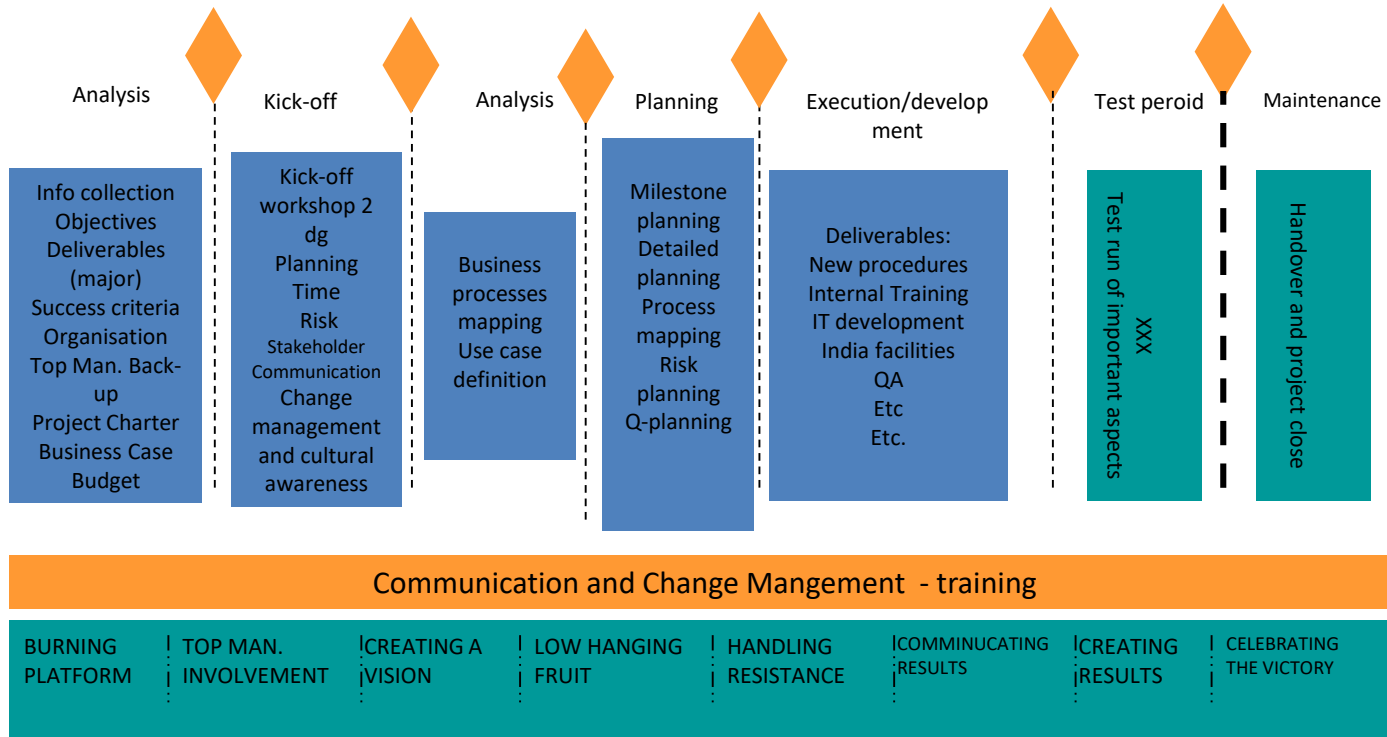 Analysis
Kick-off
Analysis
Planning
Execution/develop
ment
Test peroid
Maintenance
Info collection
Objectives
Deliverables
(major)
Success criteria
Organisation
Top Man. Back-
up
Project Charter
Business Case
Budget
Kick-off
workshop 2
dg
Planning
Time
Risk
Stakeholder
Communication
Change
management
and cultural
awareness
Business
processes
mapping
Use case
definition
Milestone
planning
Detailed
planning
Process
mapping
Risk
planning
Q-planning
Deliverables:
New procedures
Internal Training
IT development
India facilities
QA
Etc
Etc.
XXX
Test run of important aspects
Handover and project close
Communication and Change Mangement - training
BURNING
PLATFORM
TOP MAN.
INVOLVEMENT
CREATING A
VISION
LOW HANGING
FRUIT
HANDLING
RESISTANCE
COMMINUCATING
RESULTS
CREATING
RESULTS
CELEBRATING
THE VICTORY